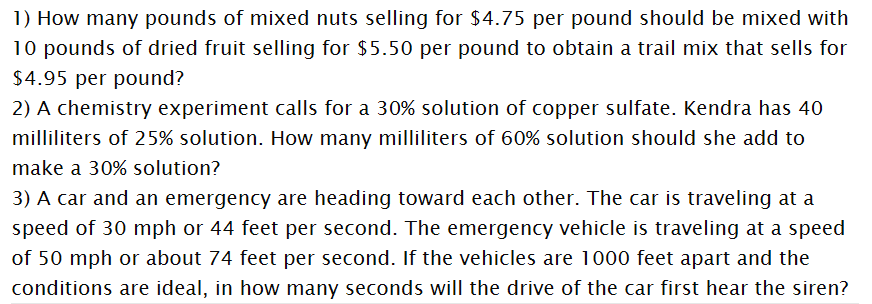 1) How many pounds of mixed nuts selling for $4.75 per pound should be mixed with
10 pounds of dried fruit selling for $5.50 per pound to obtain a trail mix that sells for
$4.95 per pound?
2) A chemistry experiment calls for a 30% solution of copper sulfate. Kendra has 40
milliliters of 25% solution. How many milliliters of 60% solution should she add to
make a 30% solution?
3) A car and an emergency are heading toward each other. The car is traveling at a
speed of 30 mph or 44 feet per second. The emergency vehicle is traveling at a speed
of 50 mph or about 74 feet per second. If the vehicles are 1000 feet apart and the
conditions are ideal, in how many seconds will the drive of the car first hear the siren?